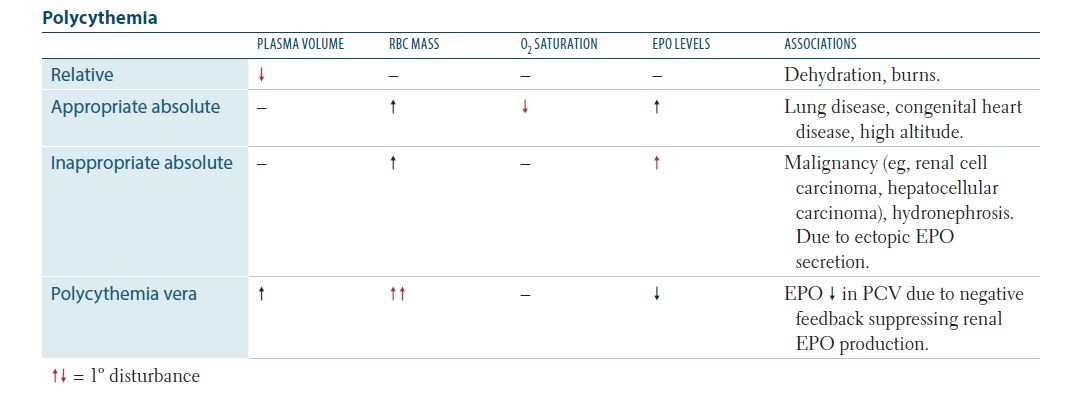 Polycythemia
PLASMA VOLUME RBC MASS O₂ SATURATION EPO LEVELS ASSOCIATIONS
Relative ↓ – – – Dehydration, burns.
Appropriate absolute – ↑ ↓ ↑ Lung disease, congenital heart
disease, high altitude.
Inappropriate absolute – ↑ – ↑ Malignancy (eg, renal cell
carcinoma, hepatocellular
carcinoma), hydronephrosis.
Due to ectopic EPO
secretion.
Polycythemia vera ↑ ↑↑ – ↓ EPO ↓ in PCV due to negative
feedback suppressing renal
EPO production.
↑↓ = 1° disturbance